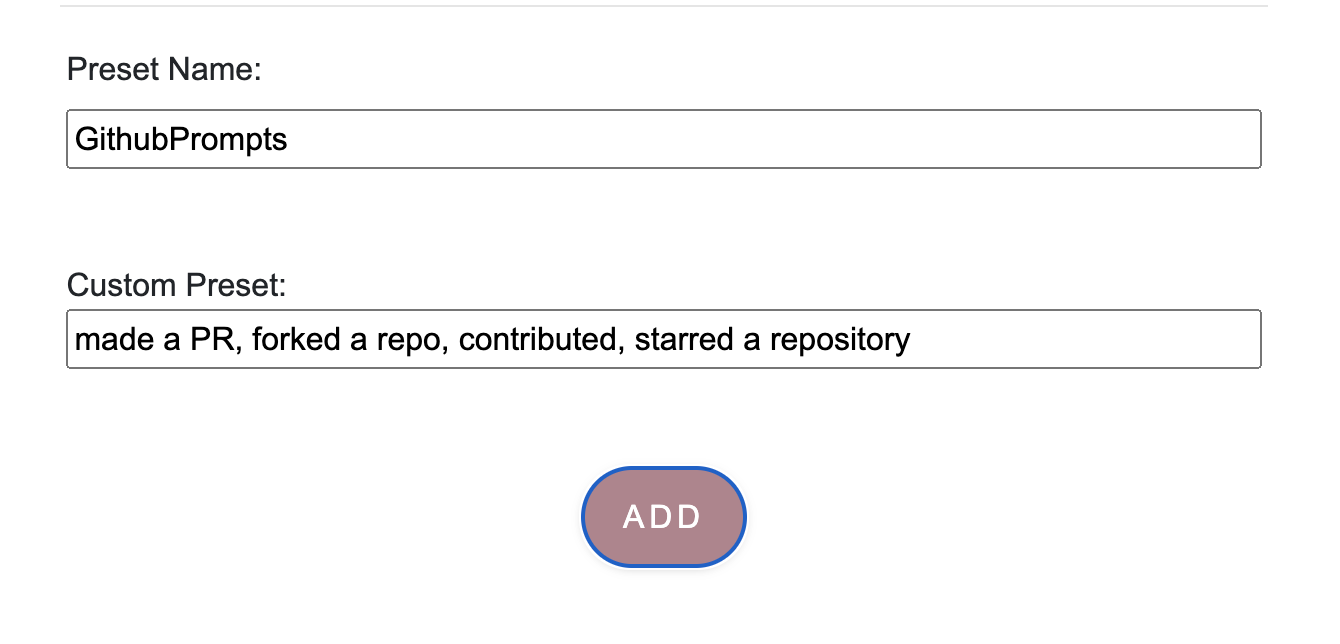 Preset Name:
GithubPrompts
Custom Preset:
made a PR, forked a repo, contributed, starred a repository
ADD